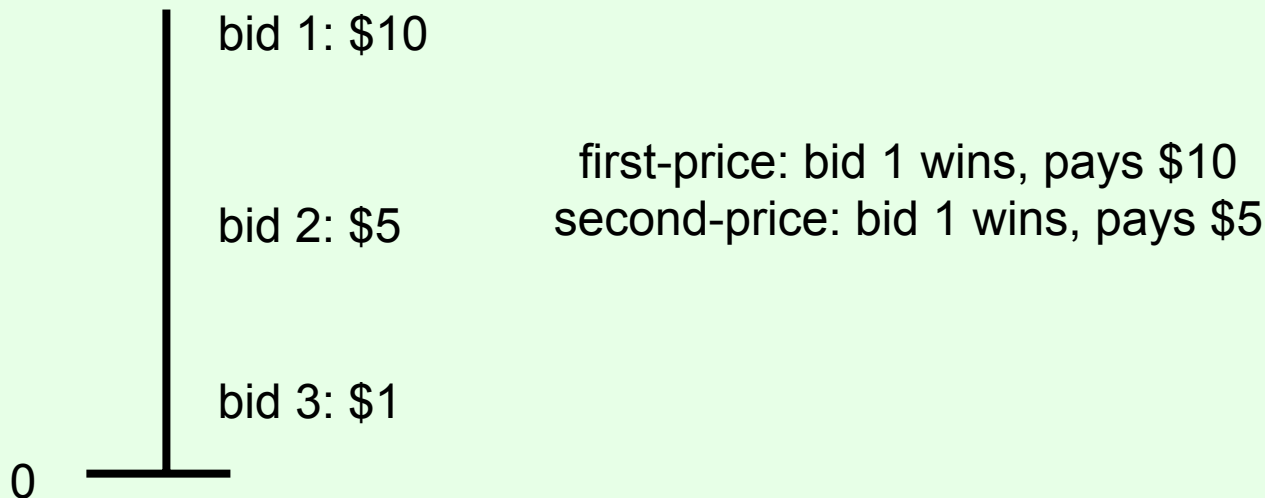 bid 1: $10
first-price: bid 1 wins, pays $10
second-price: bid 1 wins, pays $5
bid 2: $5
bid 3: $1
0